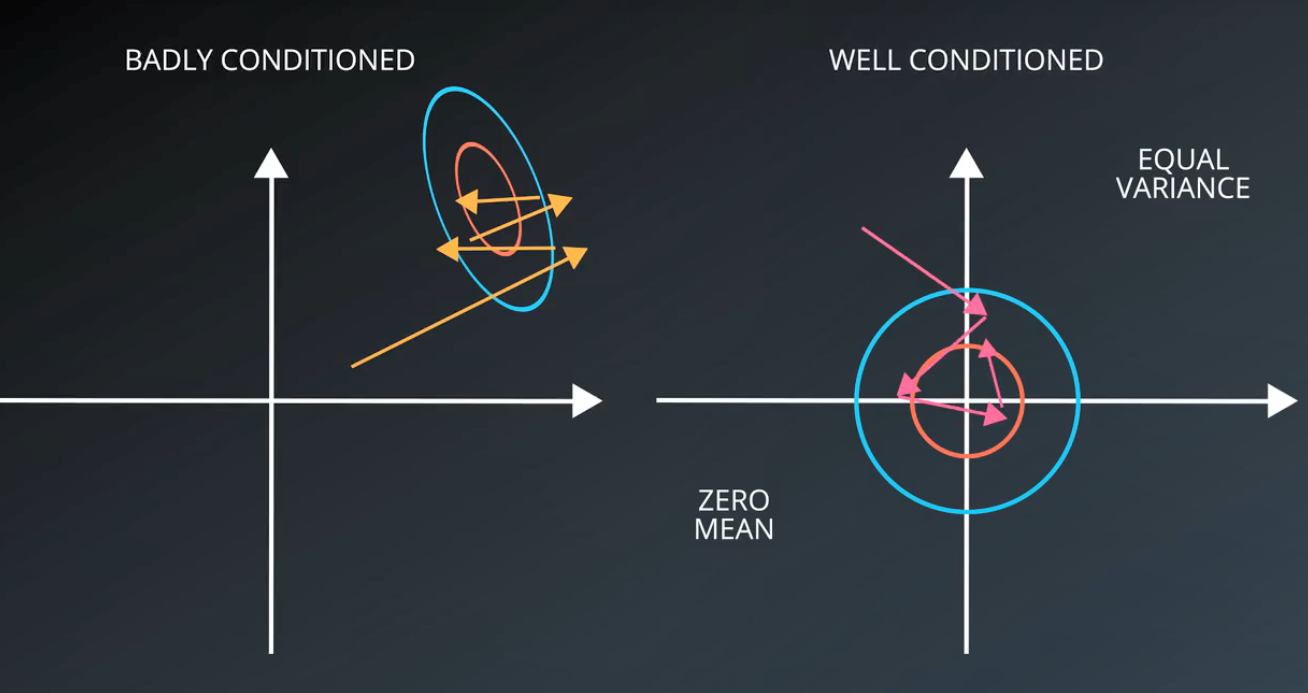 BADLY CONDITIONED
WELL CONDITIONED
EQUAL
VARIANCE
ZERO
MEAN